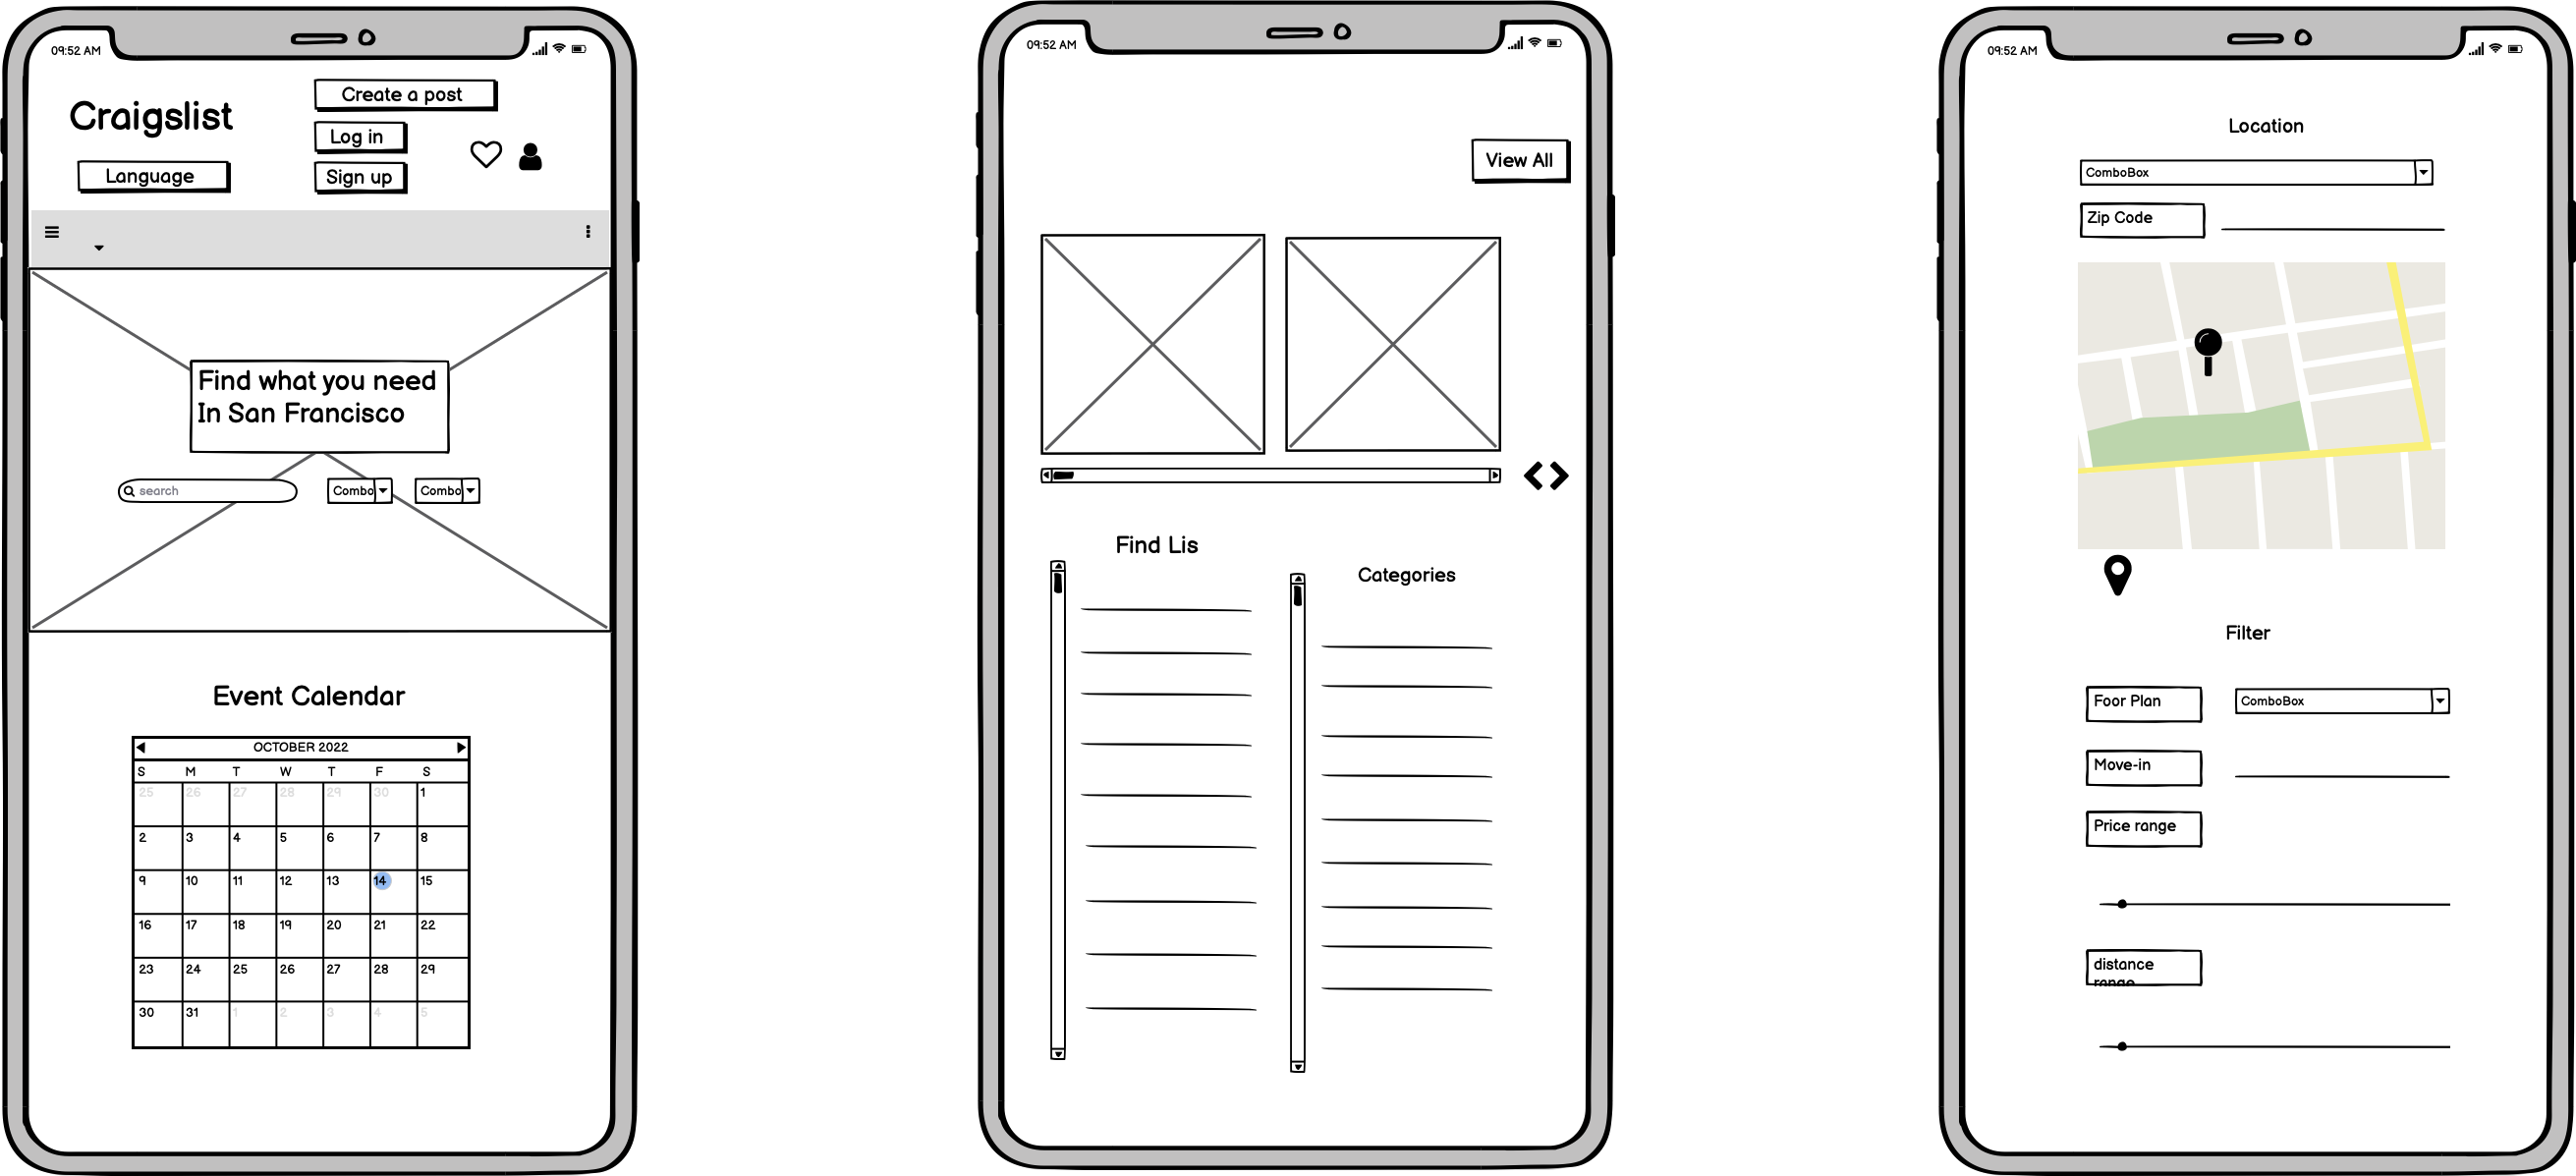 09:52 AM
Craigslist
Create a post
Log in
Language
Sign up
Find what you need
In San Francisco
search
Combo
Combo
Event Calendar
OCTOBER 2022
S M T W T F S
25 26 27 28 29 30 1
2 3 4 5 6 7 8
9 10 11 12 13 14 15
16 17 18 19 20 21 22
23 24 25 26 27 28 29
30 31 1 2 3 4 5
09:52 AM
View All
Find Lis
Categories
09:52 AM
Location
ComboBox
Zip Code
Filter
Foor Plan
ComboBox
Move-in
Price range
distance
range